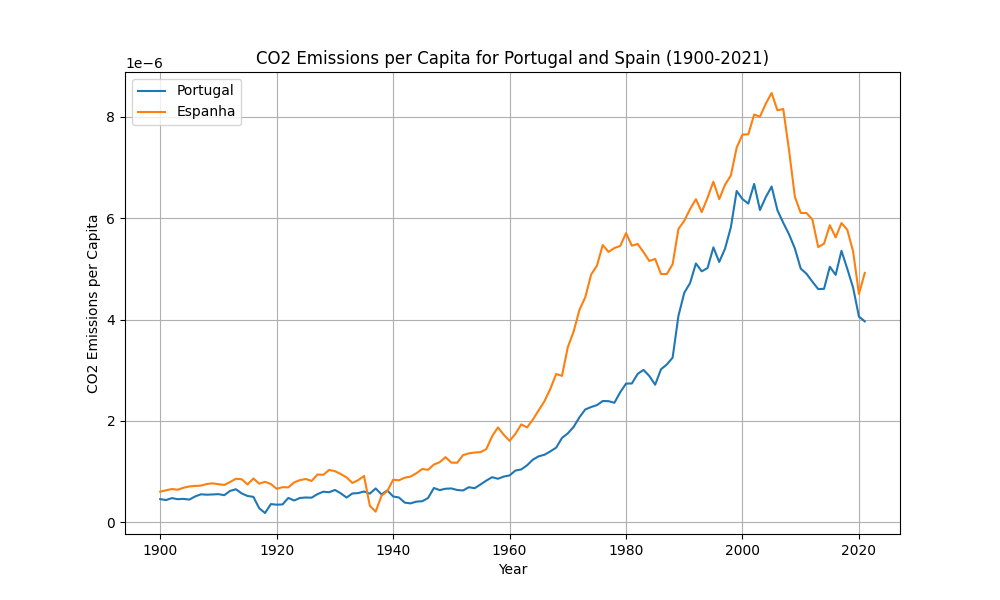 CO2 Emissions per Capita for Portugal and Spain (1900-2021)
1e−6
Portugal
Espanha
8
6
4
2
0
CO2 Emissions per Capita
1900 1920 1940 1960 1980 2000 2020
Year